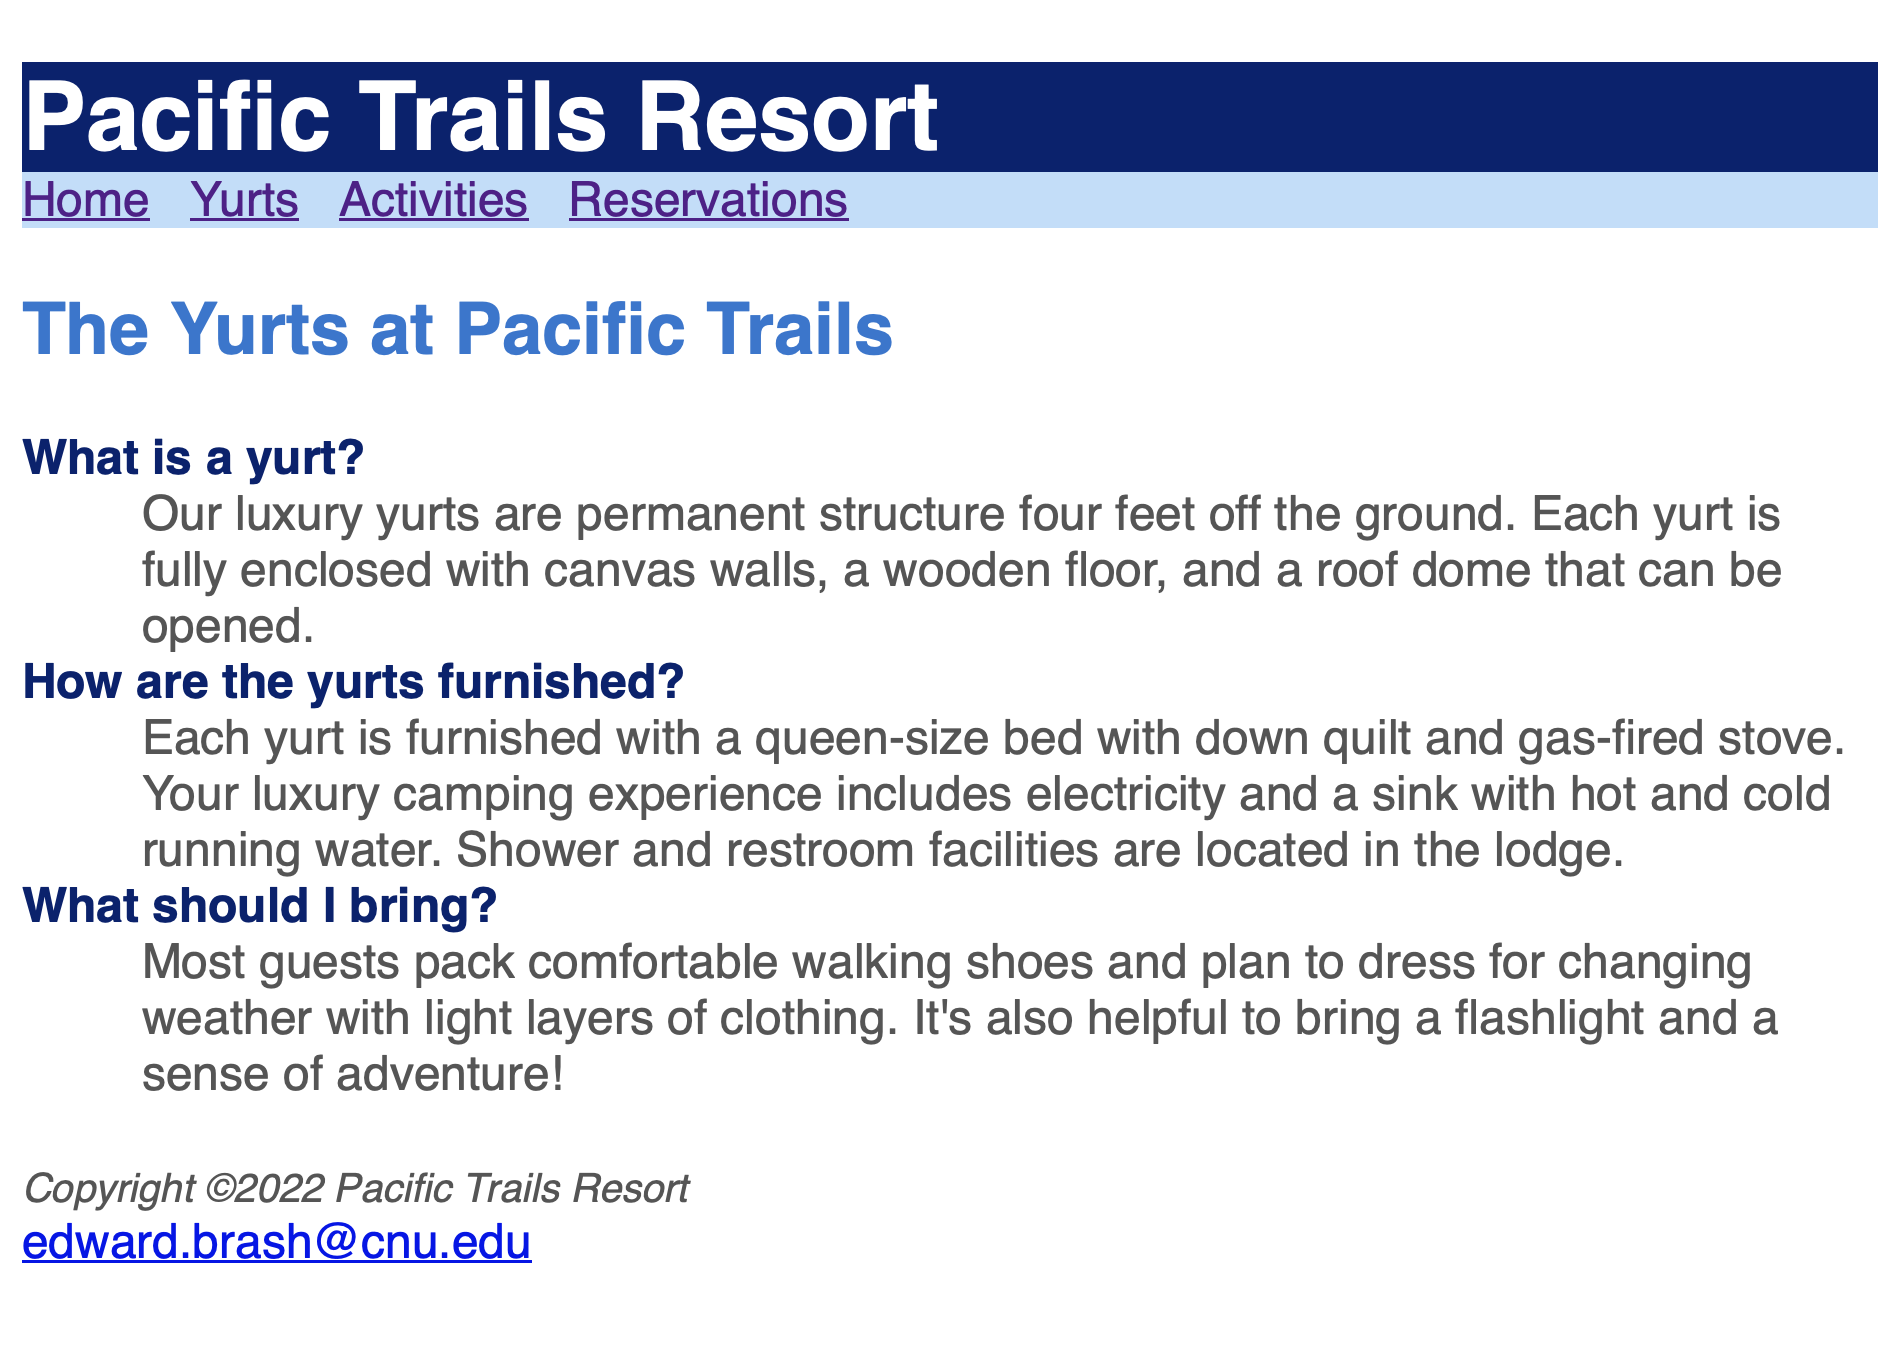 Pacific Trails Resort
Home Yurts Activities Reservations
The Yurts at Pacific Trails
What is a yurt?
Our luxury yurts are permanent structure four feet off the ground. Each yurt is
fully enclosed with canvas walls, a wooden floor, and a roof dome that can be
opened.
How are the yurts furnished?
Each yurt is furnished with a queen-size bed with down quilt and gas-fired stove.
Your luxury camping experience includes electricity and a sink with hot and cold
running water. Shower and restroom facilities are located in the lodge.
What should I bring?
Most guests pack comfortable walking shoes and plan to dress for changing
weather with light layers of clothing. It's also helpful to bring a flashlight and a
sense of adventure!
Copyright ©2022 Pacific Trails Resort
edward.brash@cnu.edu